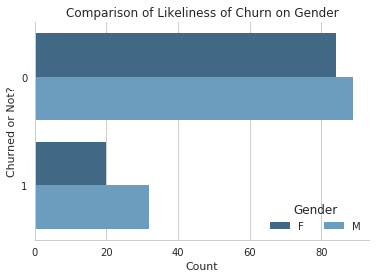 Comparison of Likeliness of Churn on Gender
Churned or Not?
0
1
Gender
F M
0 20 40 60 80
Count